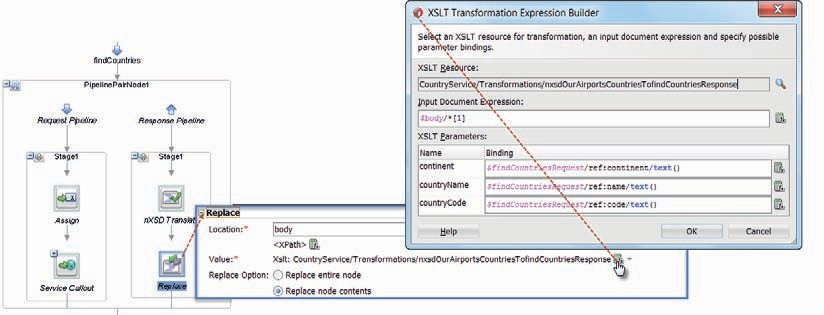 findCountries
PipelinePairNode1
Request Pipeline
Response Pipeline
Stage1
Stage1
Assign
nXSD Translat
Service Callout
Replace
Replace
Location:*
body
<XPath>
Value:*
Xslt: CountryService/Transformations/nxsdOurAirportsCountriesTofindCountriesResponse
Replace Option:
Replace entire node
Replace node contents
XSLT Transformation Expression Builder
Select an XSLT resource for transformation, an input document expression and specify possible
parameter bindings.
XSLT Resource:
CountryService/Transformations/nxsdOurAirportsCountriesTofindCountriesResponse
Input Document Expression:
$body/*[1]
XSLT Parameters:
Name Binding
continent $findCountriesRequest/ref:continent/text()
countryName $findCountriesRequest/ref:name/text()
countryCode $findCountriesRequest/ref:code/text()
Help OK Cancel